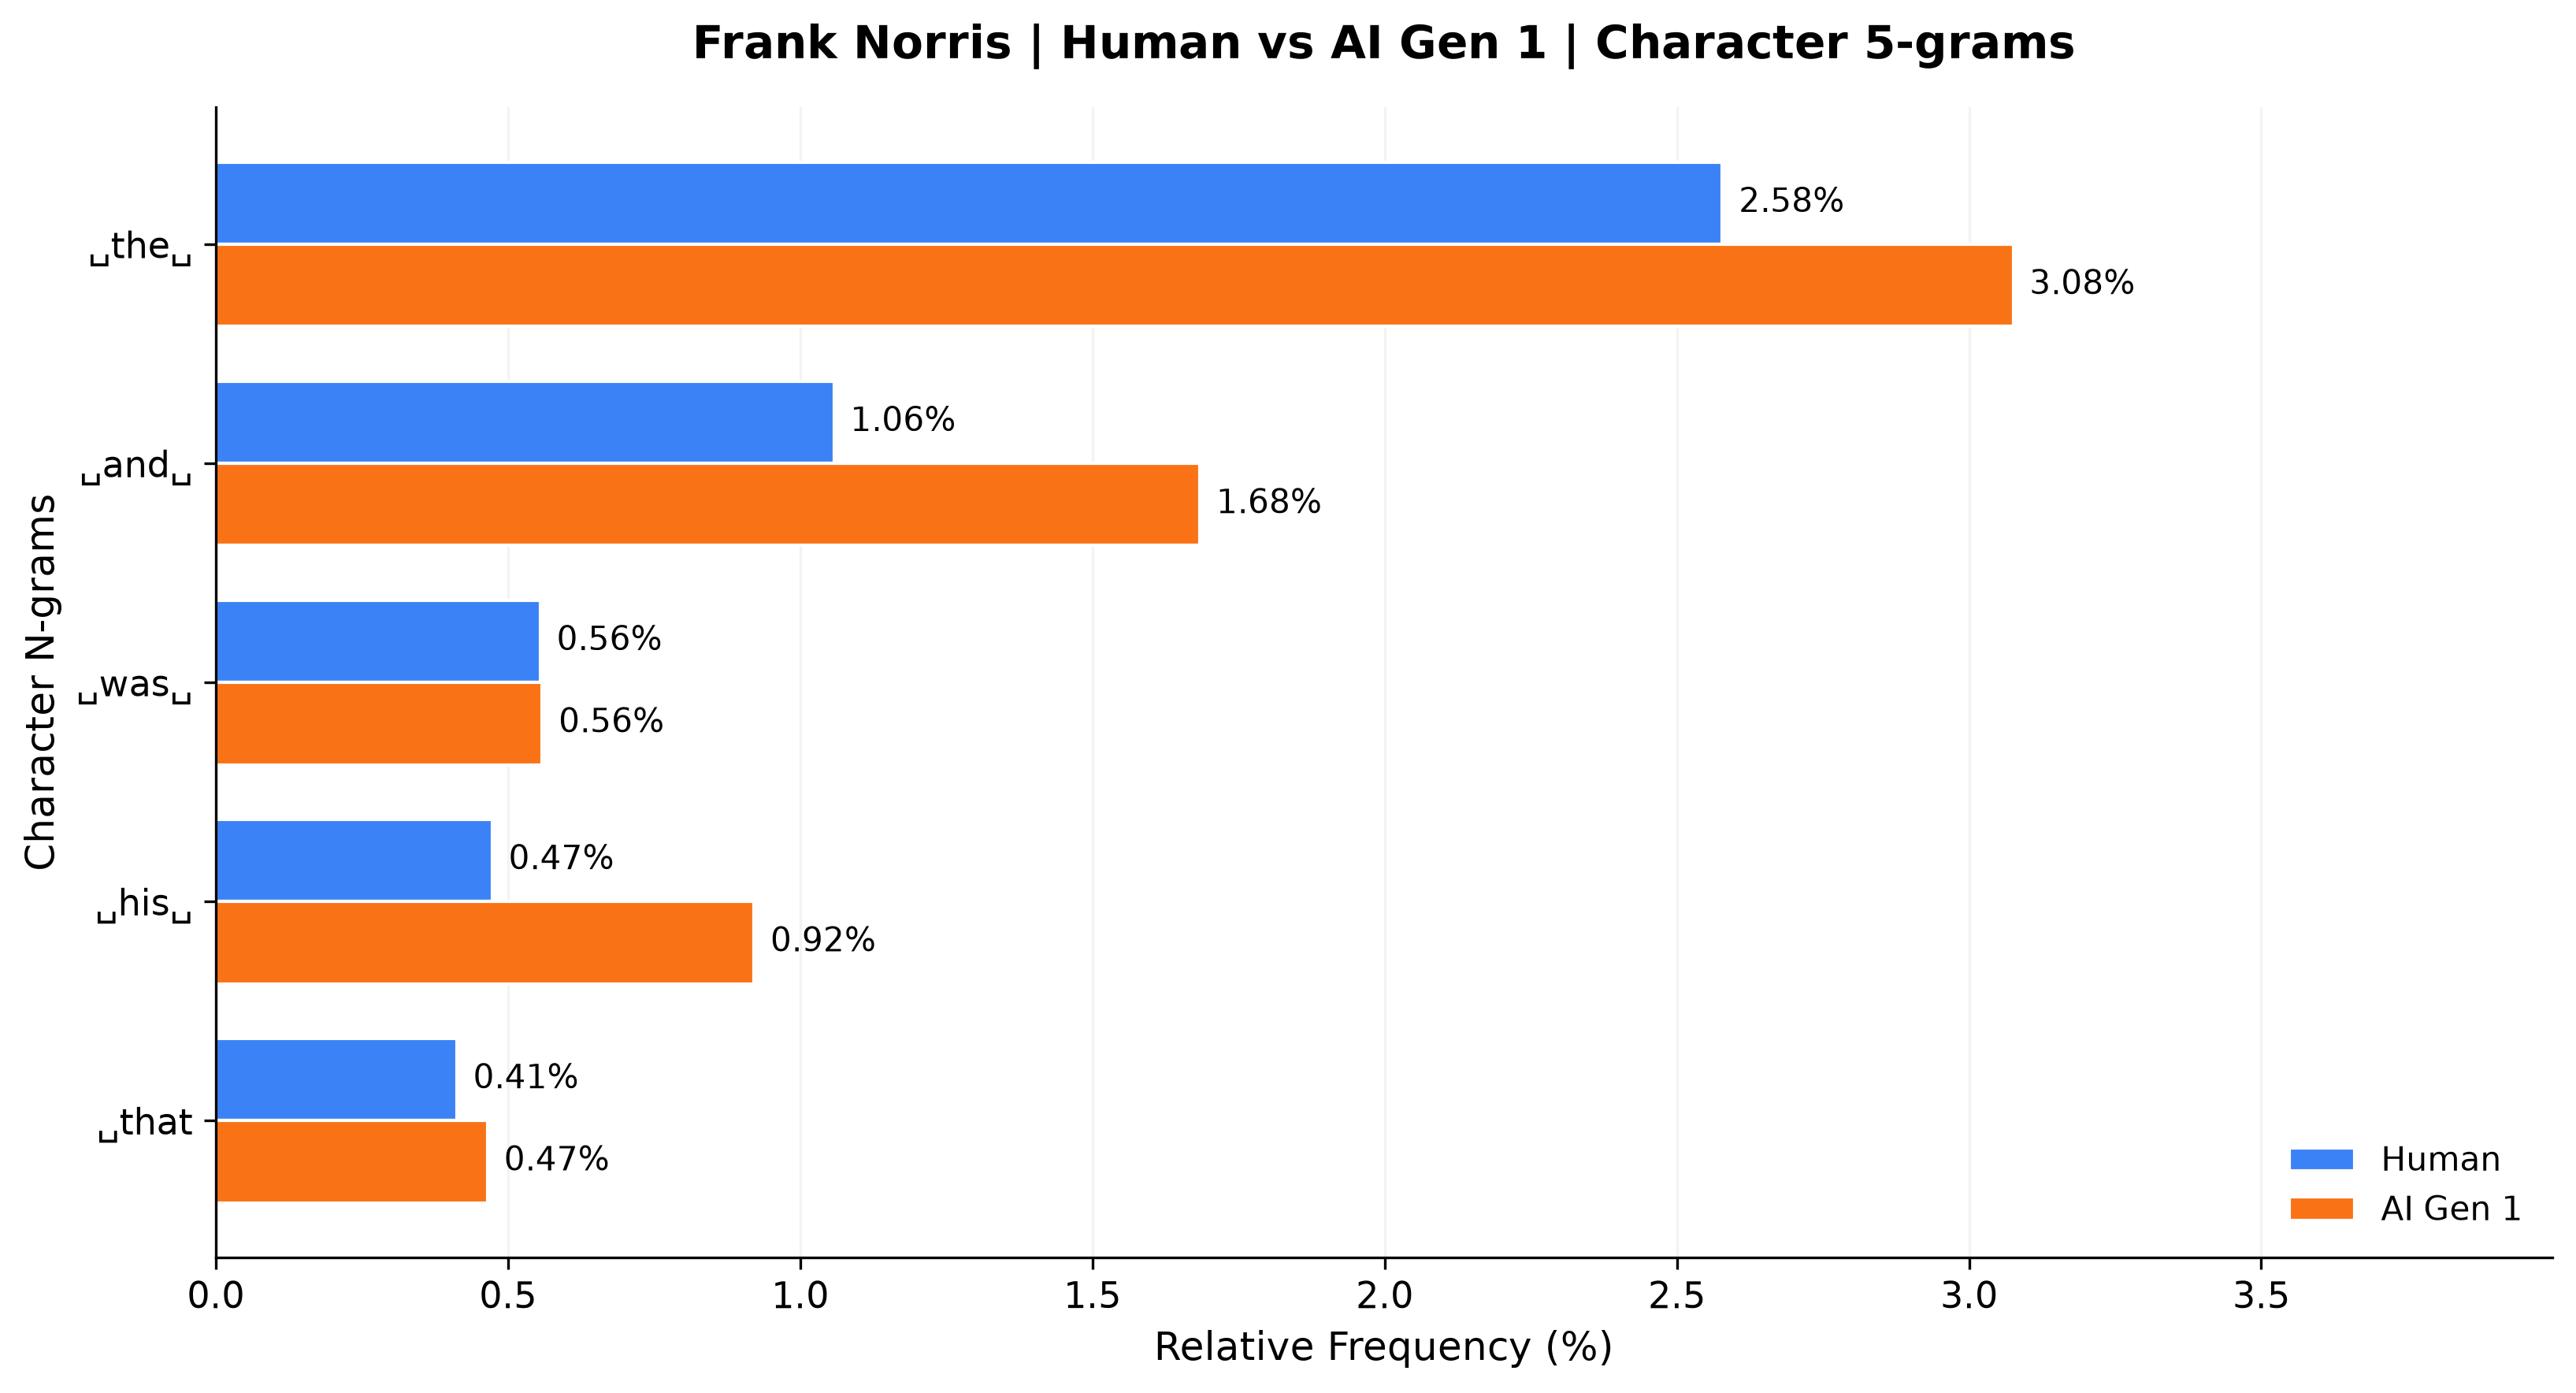 Frank Norris | Human vs AI Gen 1 | Character 5-grams
Character N-grams
␣the␣
2.58%
3.08%
␣and␣
1.06%
1.68%
␣was␣
0.56%
0.56%
␣his␣
0.47%
0.92%
␣that
0.41%
0.47%
Human
AI Gen 1
0.0 0.5 1.0 1.5 2.0 2.5 3.0 3.5
Relative Frequency (%)